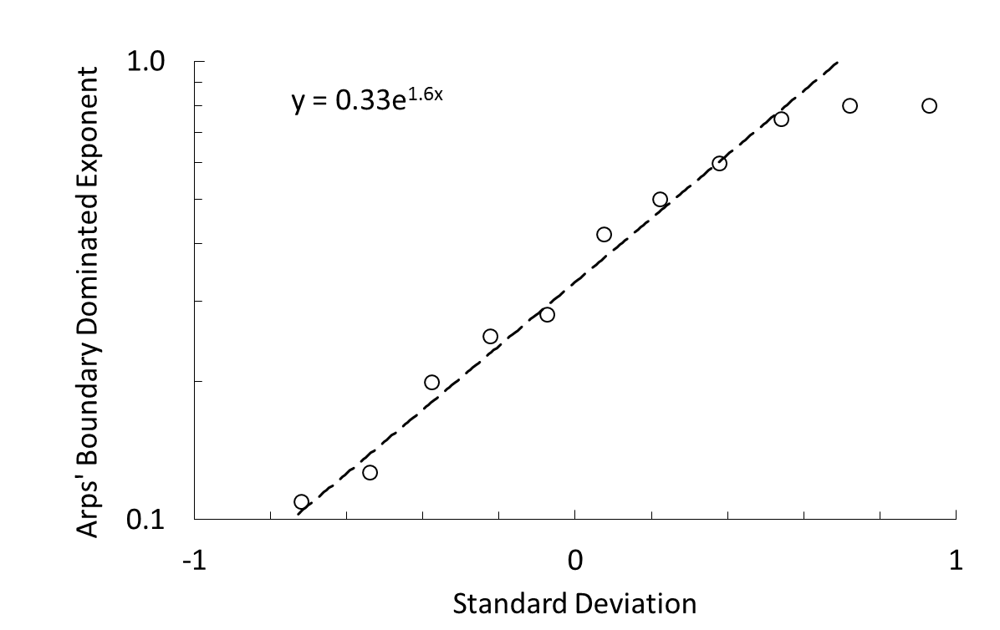 1.0
y = 0.33e^1.6x
Arps' Boundary Dominated Exponent
0.1
-1 0 1
Standard Deviation